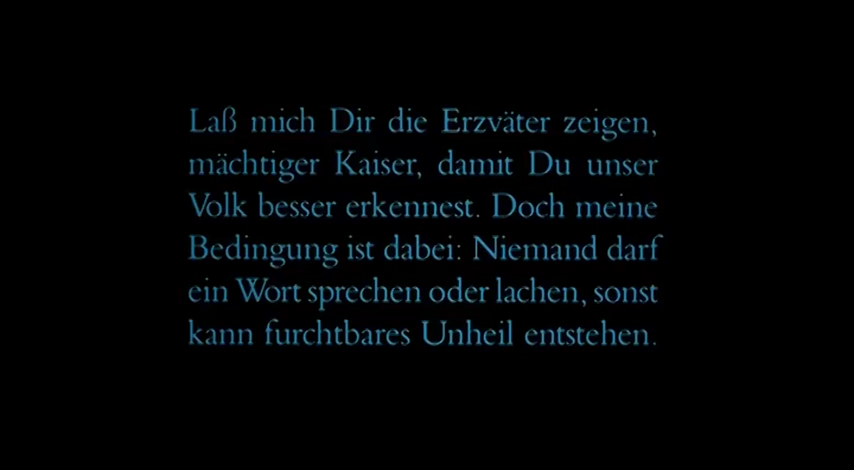 Laß mich Dir die Erzväter zeigen,
mächtiger Kaiser, damit Du unser
Volk besser erkennest. Doch meine
Bedingung ist dabei: Niemand darf
ein Wort sprechen oder lachen, sonst
kann furchtbares Unheil entstehen.